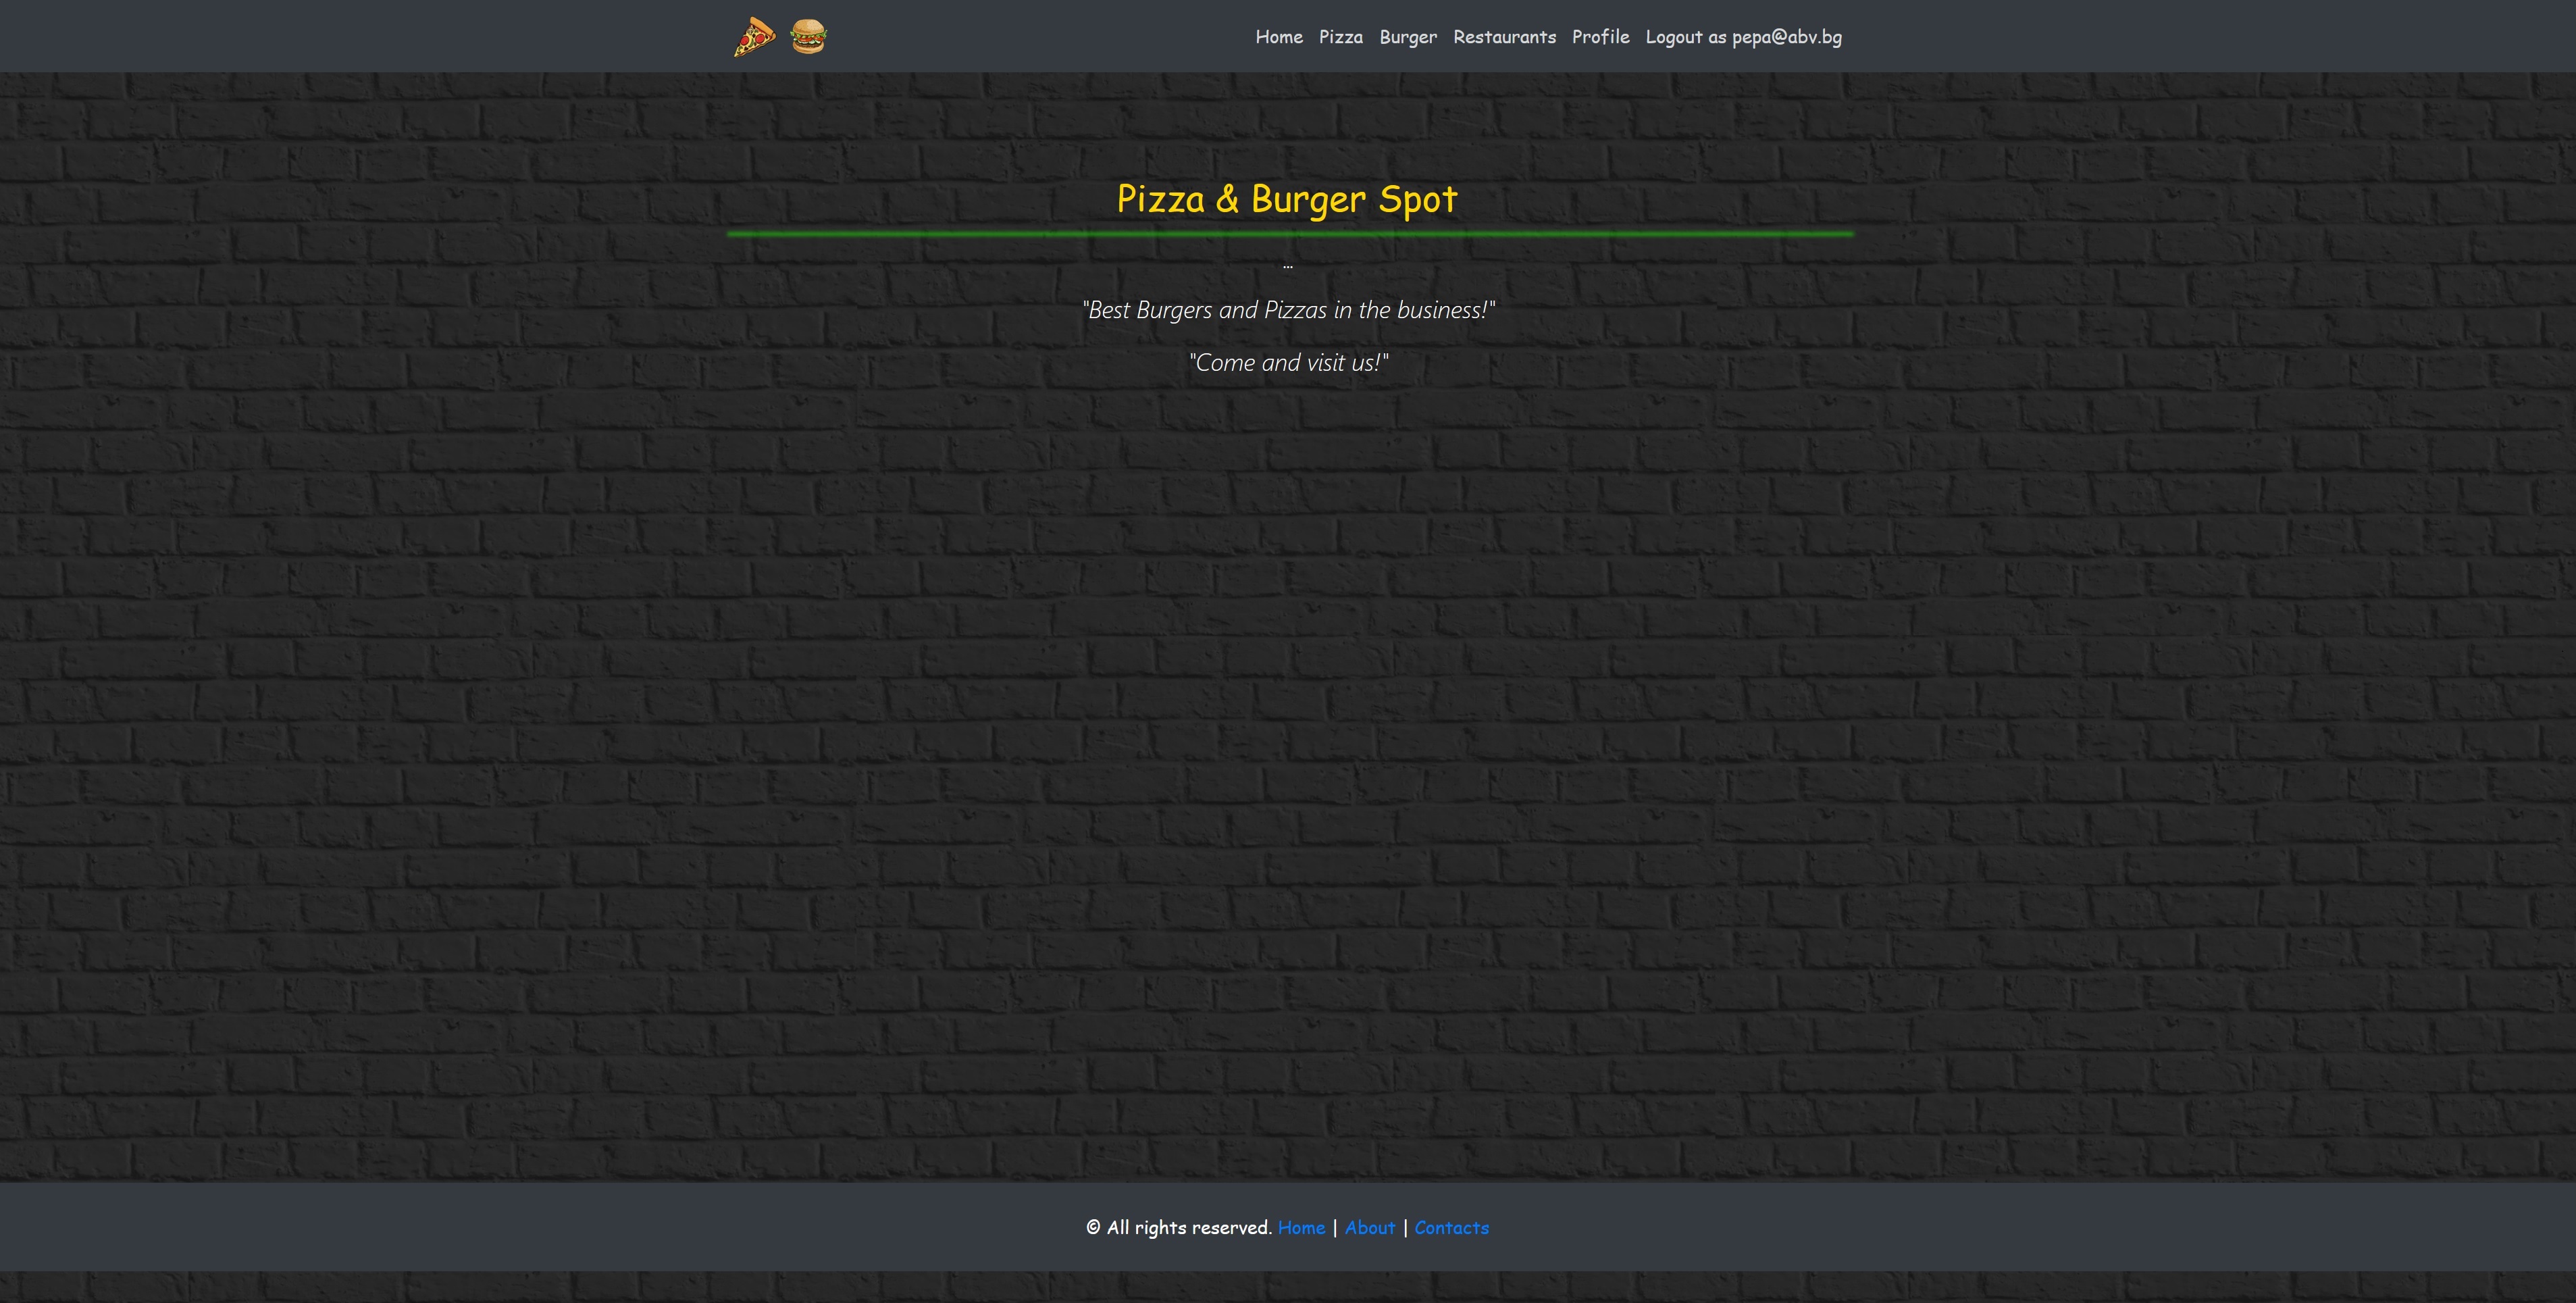 Home Pizza Burger Restaurants Profile Logout as pepa@abv.bg
Pizza & Burger Spot
...
"Best Burgers and Pizzas in the business!"
"Come and visit us!"
© All rights reserved. Home | About | Contacts